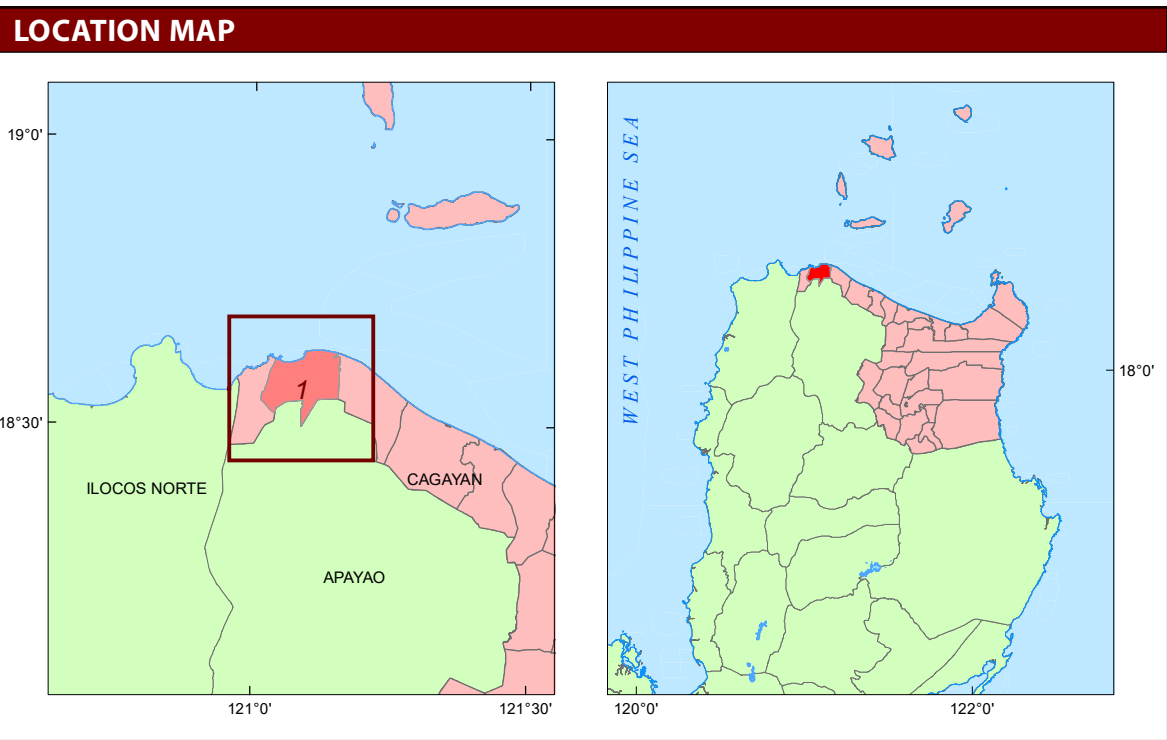 LOCATION MAP
19°0'
18°30'
1
ILOCOS NORTE
CAGAYAN
APAYAO
121°0'
121°30'
WEST PHILIPPINE SEA
18°0'
120°0'
122°0'